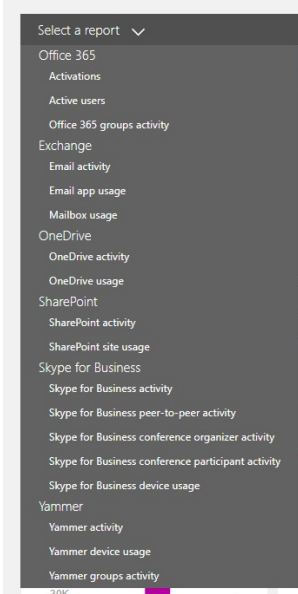 Select a report
Office 365
Activations
Active users
Office 365 groups activity
Exchange
Email activity
Email app usage
Mailbox usage
OneDrive
OneDrive activity
OneDrive usage
SharePoint
SharePoint activity
SharePoint site usage
Skype for Business
Skype for Business activity
Skype for Business peer-to-peer activity
Skype for Business conference organizer activity
Skype for Business conference participant activity
Skype for Business device usage
Yammer
Yammer activity
Yammer device usage
Yammer groups activity